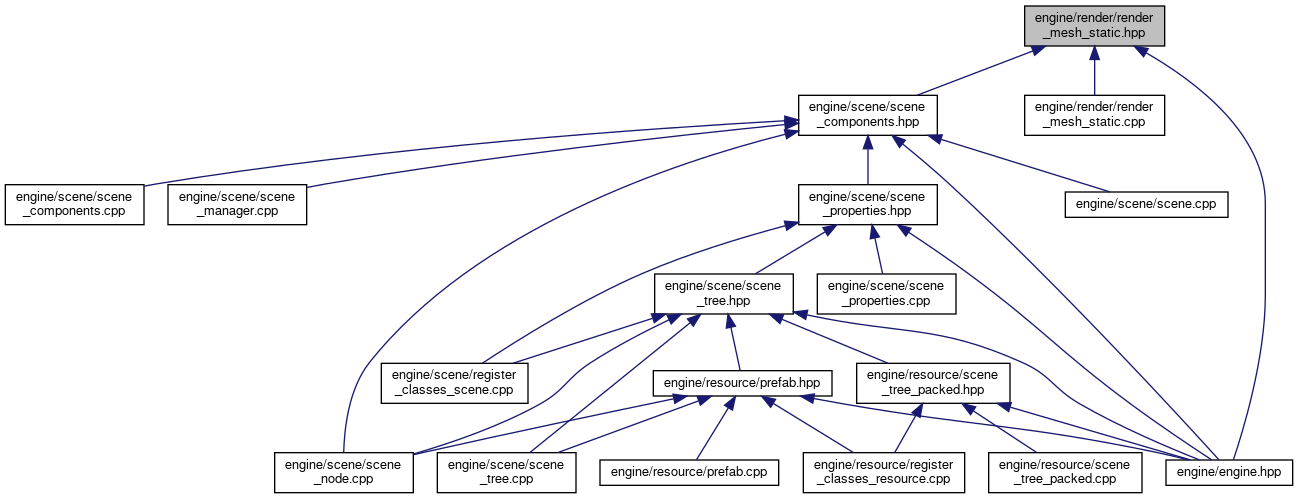 engine/render/render
_mesh_static.hpp
engine/scene/scene
_components.hpp
engine/render/render
_mesh_static.cpp
engine/scene/scene
_components.cpp
engine/scene/scene
_manager.cpp
engine/scene/scene
_properties.hpp
engine/scene/scene.cpp
engine/scene/scene
_tree.hpp
engine/scene/scene
_properties.cpp
engine/scene/register
_classes_scene.cpp
engine/resource/prefab.hpp
engine/resource/scene
_tree_packed.hpp
engine/scene/scene
_node.cpp
engine/scene/scene
_tree.cpp
engine/resource/prefab.cpp
engine/resource/register
_classes_resource.cpp
engine/resource/scene
_tree_packed.cpp
engine/engine.hpp